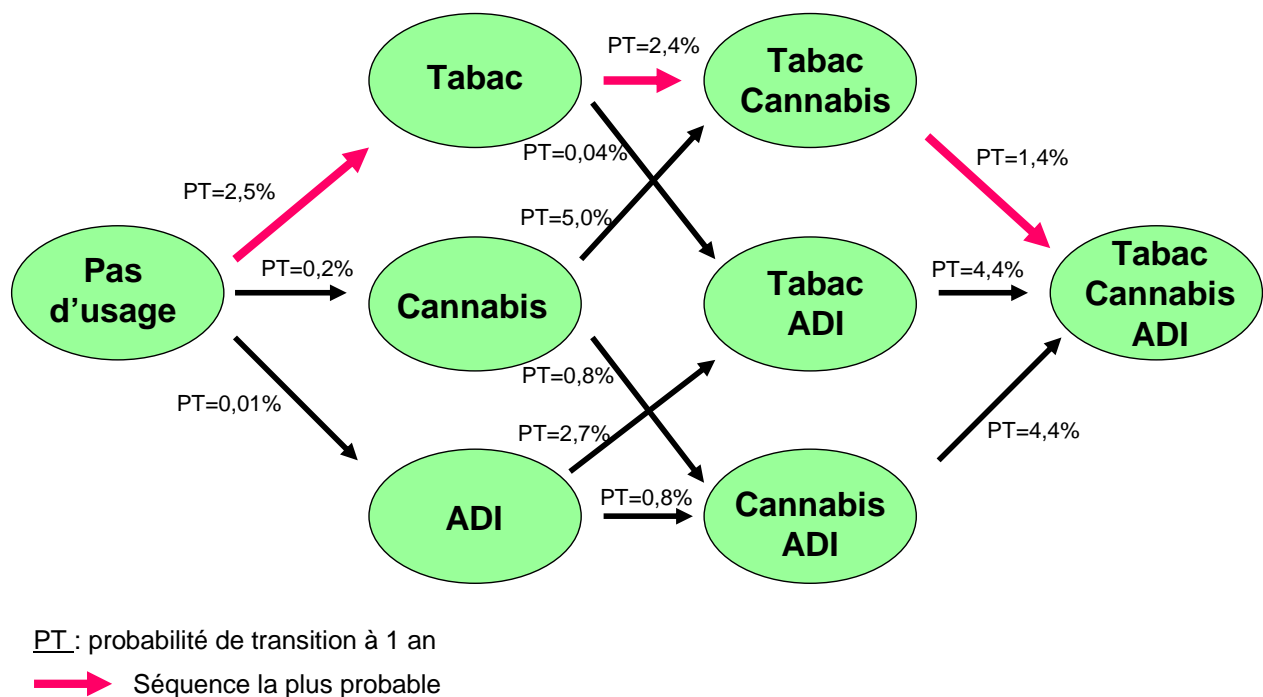 PT=2,4%
Tabac
Tabac
Cannabis
PT=0,04%
PT=1,4%
PT=2,5%
PT=5,0%
Pas
d’usage
PT=0,2%
Cannabis
Tabac
ADI
PT=4,4%
Tabac
Cannabis
ADI
PT=0,8%
PT=0,01%
PT=2,7%
PT=4,4%
ADI
PT=0,8%
Cannabis
ADI
PT : probabilité de transition à 1 an
Séquence la plus probable